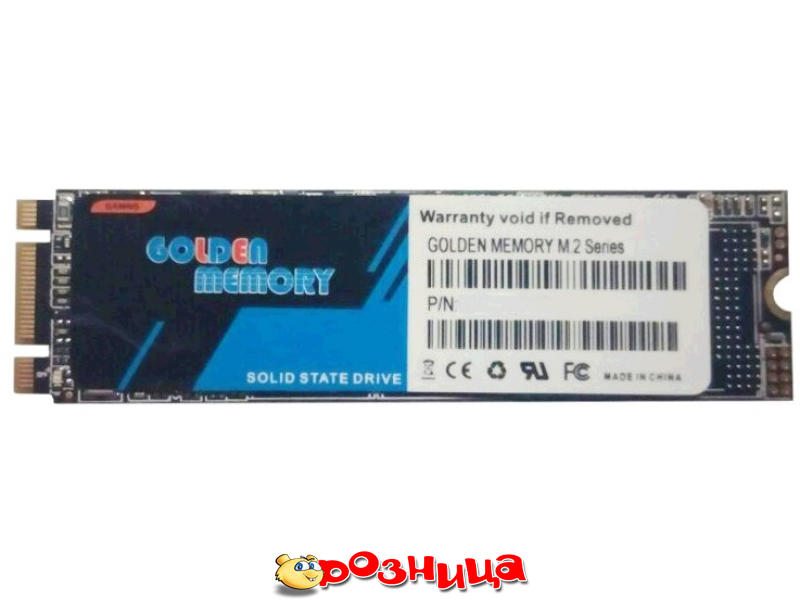 GAMING
GOLDEN
MEMORY
SOLID STATE DRIVE
Warranty void if Removed
GOLDEN MEMORY M.2 Series
P/N:
CE FC
MADE IN CHINA
Розница